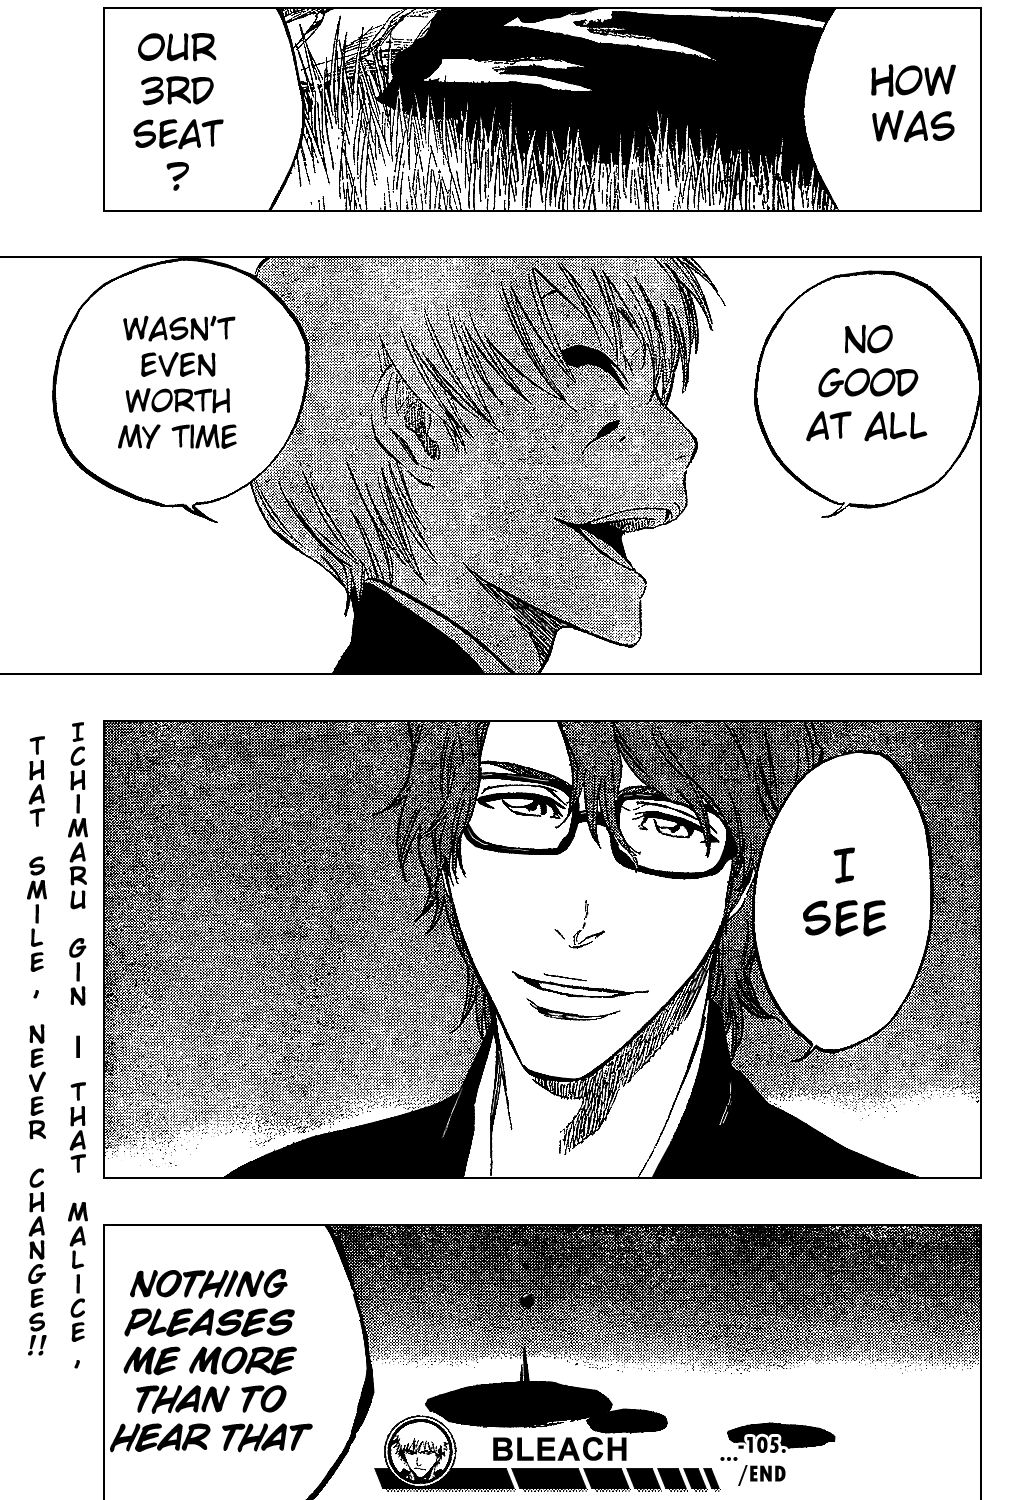 HOW
WAS
OUR
3RD
SEAT
?
NO
GOOD
AT ALL
WASN'T
EVEN
WORTH
MY TIME
I
SEE
ICHIMARU GIN – THAT MALICE,
THAT SMILE, NEVER CHANGES!!
NOTHING
PLEASES
ME MORE
THAN TO
HEAR THAT
BLEACH
...-105.
/END